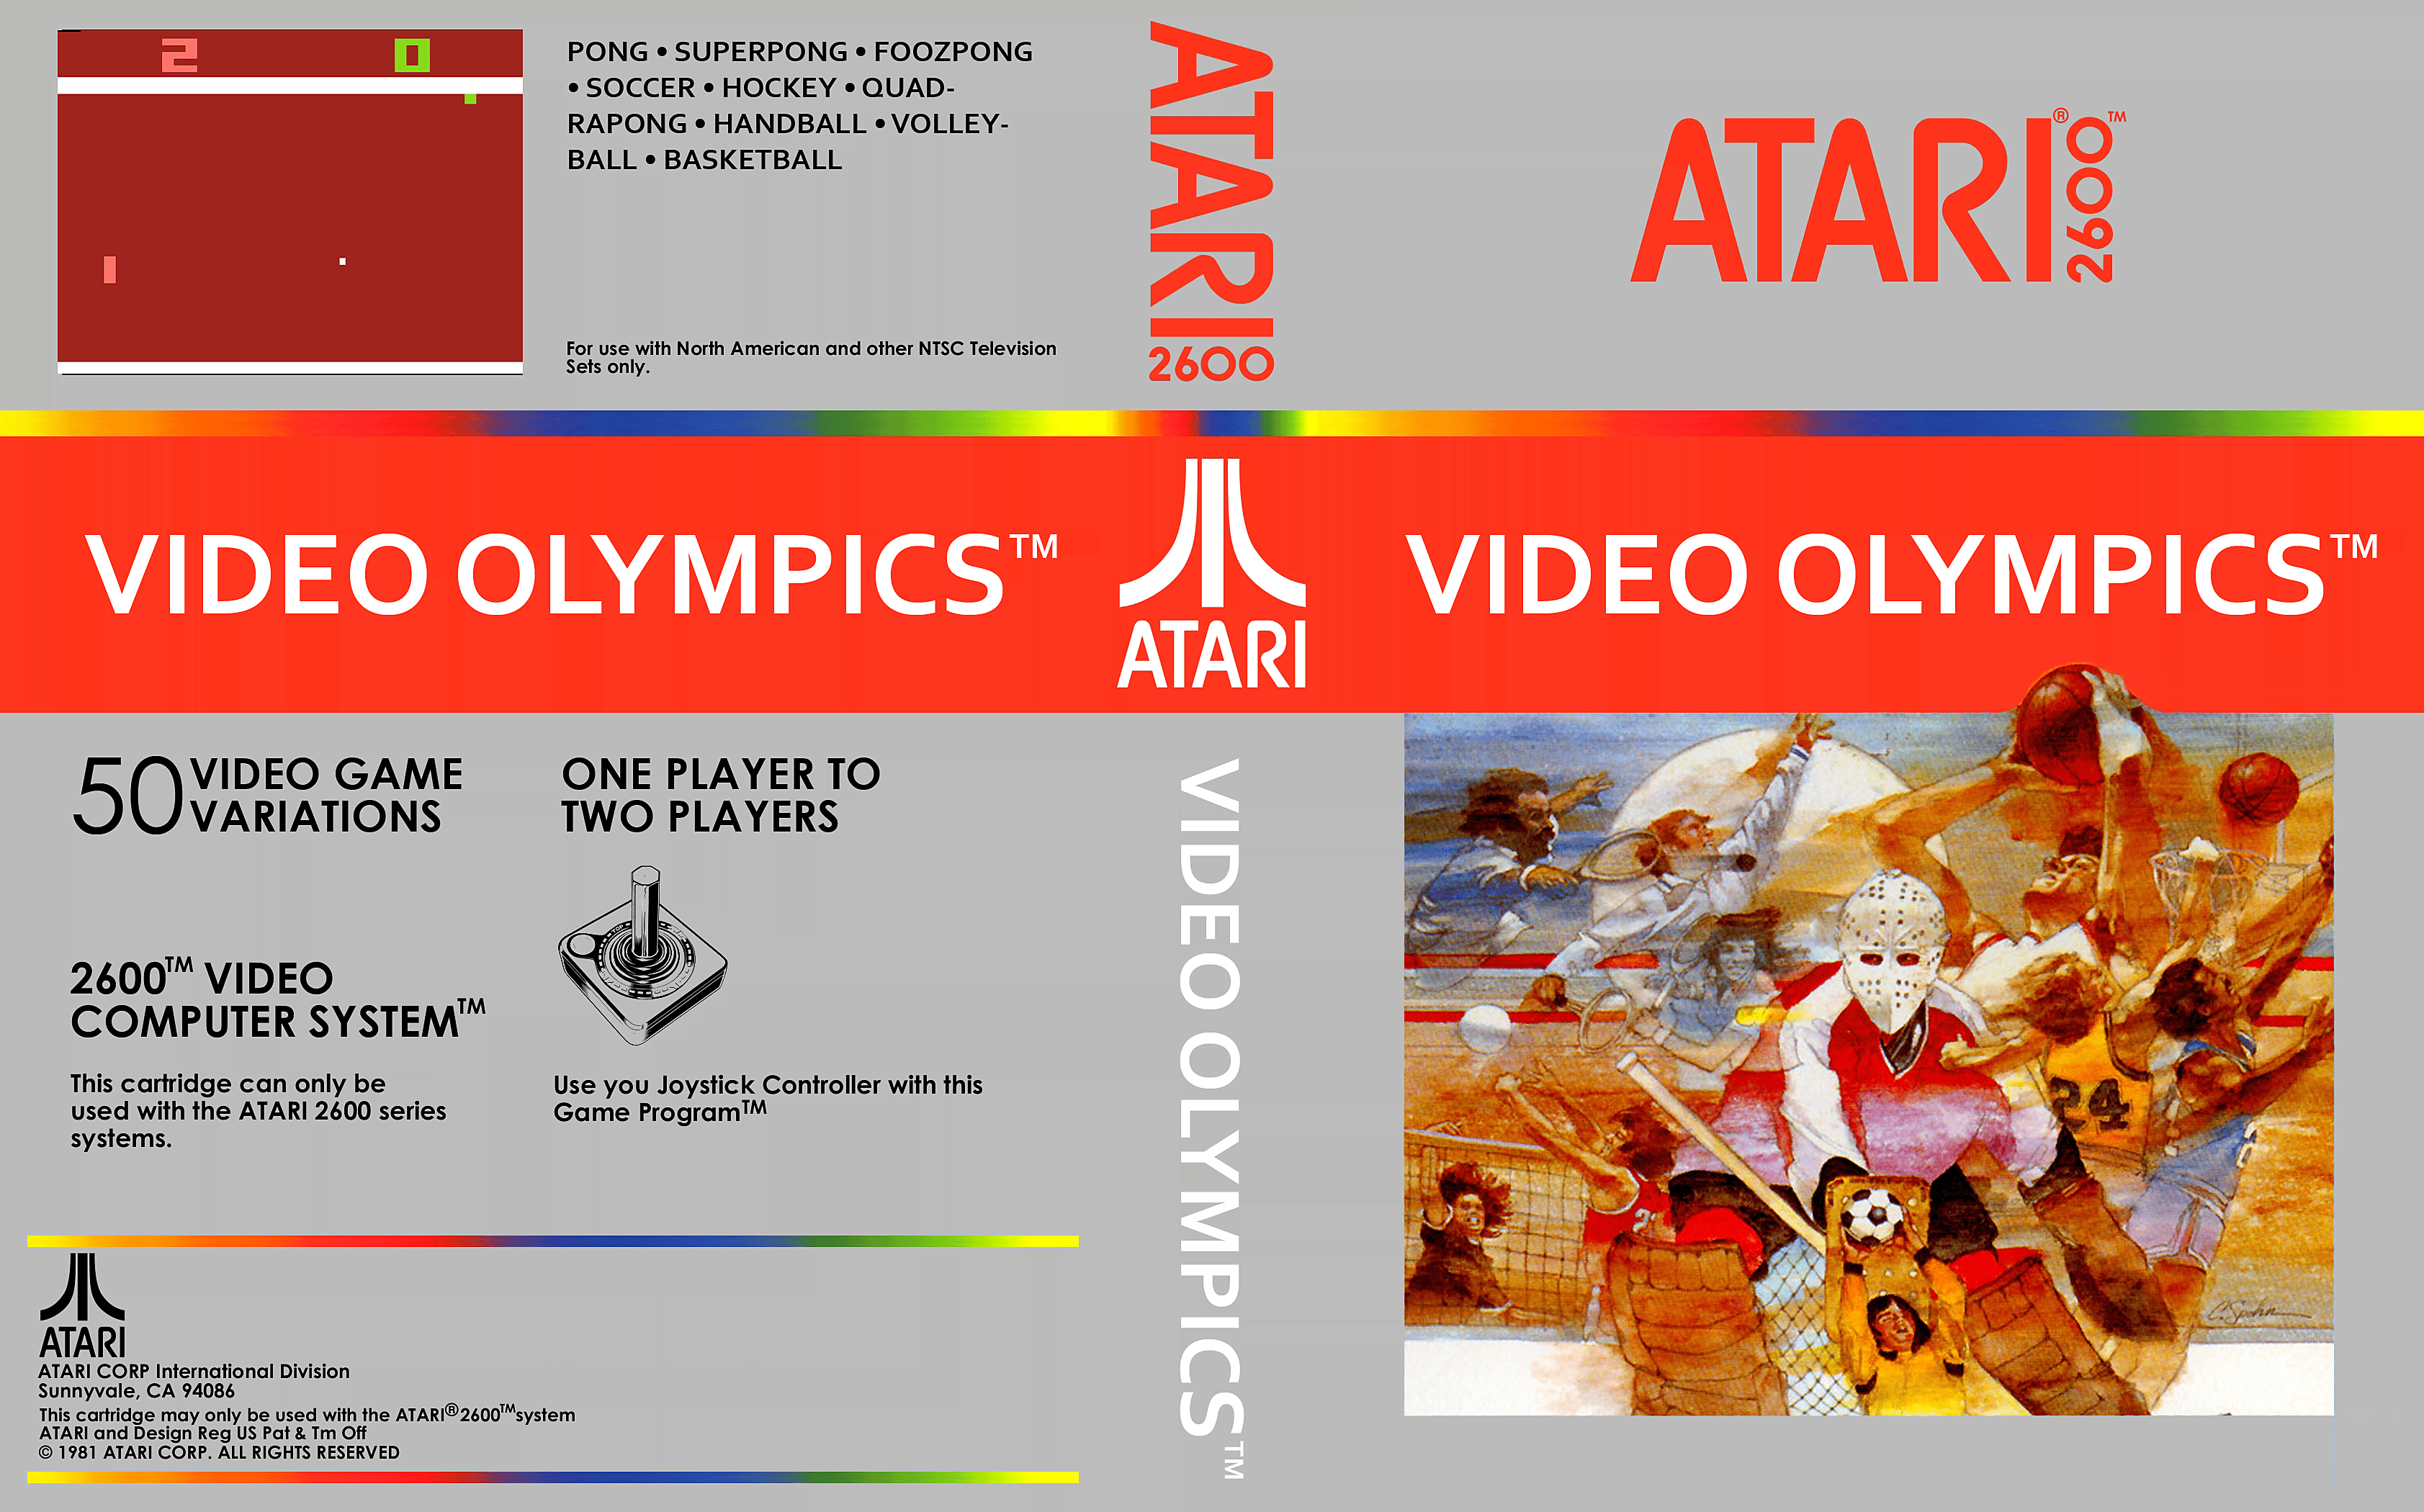 2 0
PONG • SUPERPONG • FOOZPONG
• SOCCER • HOCKEY • QUAD-
RAPONG • HANDBALL • VOLLEY-
BALL • BASKETBALL
For use with North American and other NTSC Television
Sets only.
VIDEO OLYMPICS™
50 VIDEO GAME
VARIATIONS
ONE PLAYER TO
TWO PLAYERS
2600™ VIDEO
COMPUTER SYSTEM™
This cartridge can only be
used with the ATARI 2600 series
systems.
Use you Joystick Controller with this
Game Program™
ATARI
ATARI CORP International Division
Sunnyvale, CA 94086
This cartridge may only be used with the ATARI®2600™system
ATARI and Design Reg US Pat & Tm Off
© 1981 ATARI CORP. ALL RIGHTS RESERVED
ATARI
2600
ATARI
VIDEO OLYMPICS™
ATARI® 2600™
VIDEO OLYMPICS™
24
2
C. Spohn